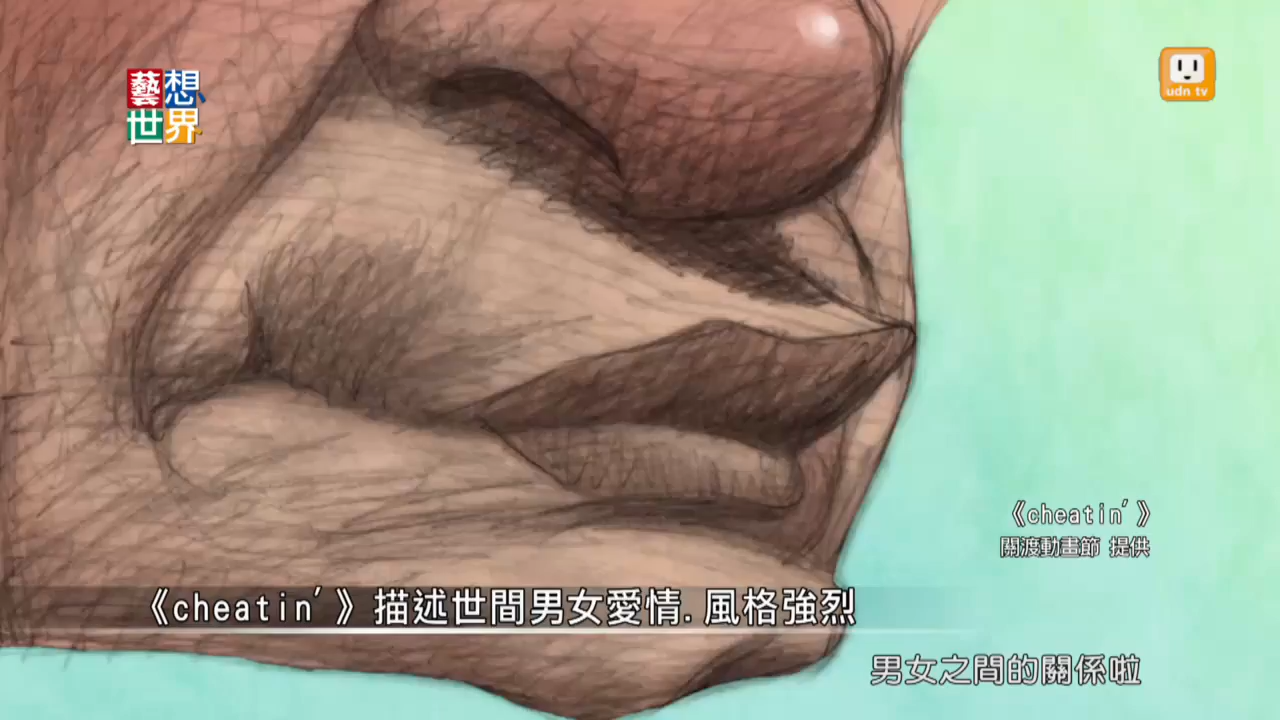 藝想
世界
udn tv
《cheatin'》
關渡動畫節 提供
《cheatin'》描述世間男女愛情.風格強烈
男女之間的關係啦